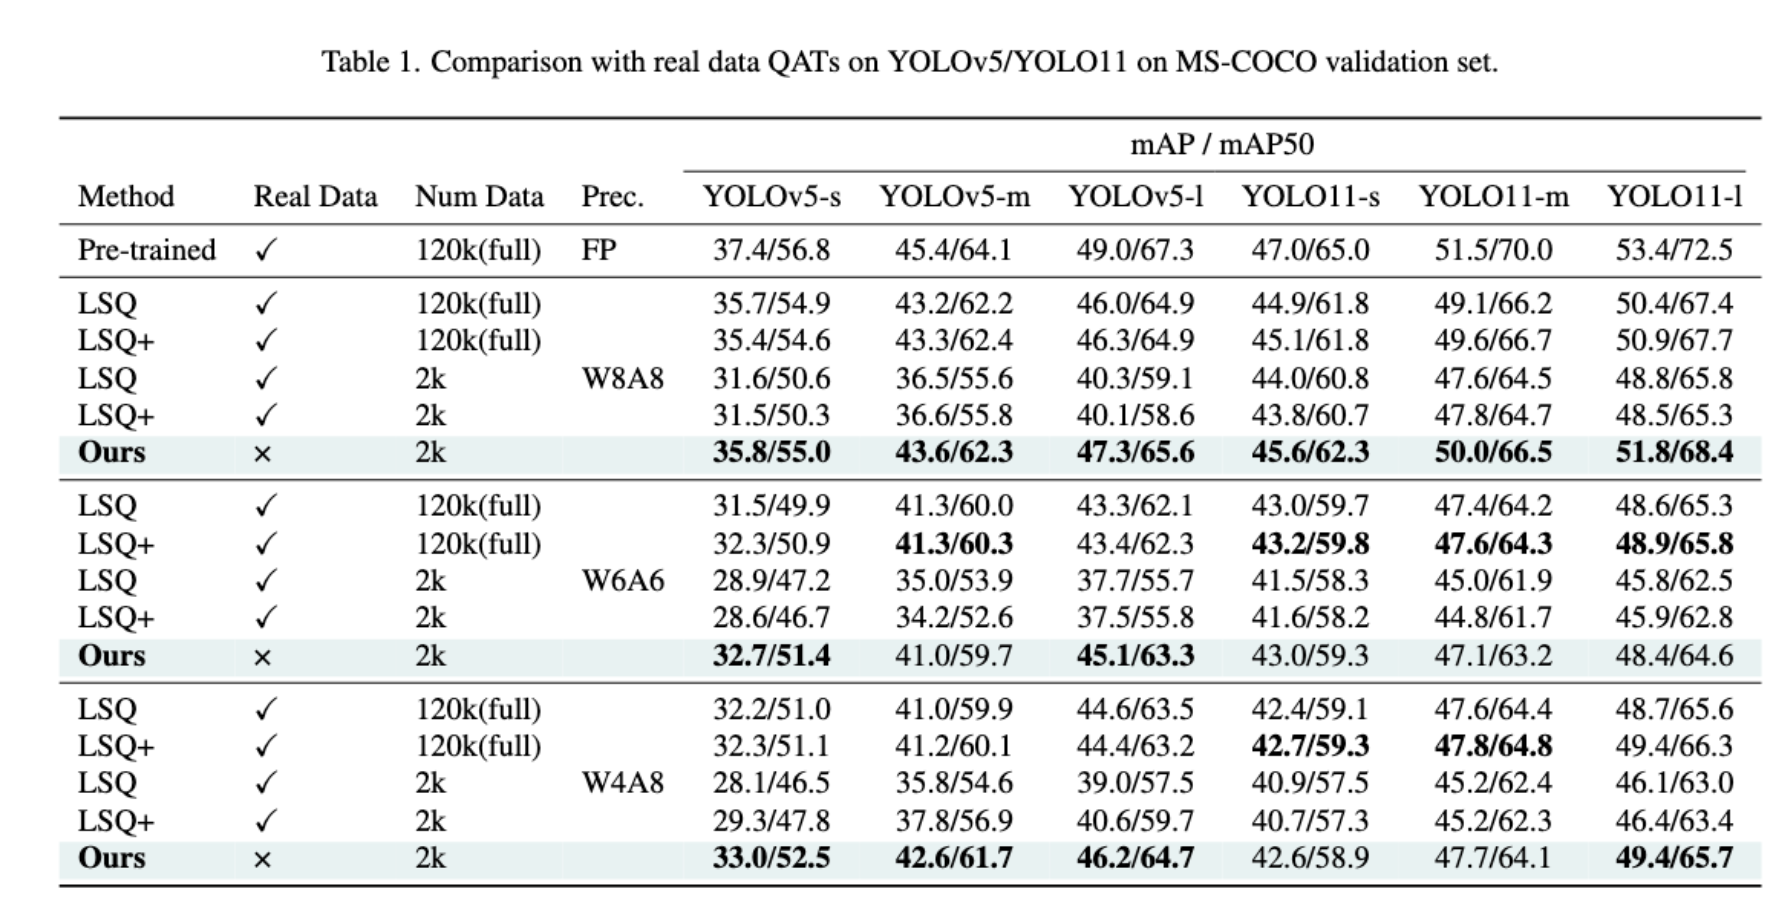 Table 1. Comparison with real data QATs on YOLOv5/YOLO11 on MS-COCO validation set.
mAP / mAP50
Method Real Data Num Data Prec. YOLOv5-s YOLOv5-m YOLOv5-l YOLO11-s YOLO11-m YOLO11-l
Pre-trained ✓ 120k(full) FP 37.4/56.8 45.4/64.1 49.0/67.3 47.0/65.0 51.5/70.0 53.4/72.5
LSQ ✓ 120k(full) 35.7/54.9 43.2/62.2 46.0/64.9 44.9/61.8 49.1/66.2 50.4/67.4
LSQ+ ✓ 120k(full) 35.4/54.6 43.3/62.4 46.3/64.9 45.1/61.8 49.6/66.7 50.9/67.7
LSQ ✓ 2k W8A8 31.6/50.6 36.5/55.6 40.3/59.1 44.0/60.8 47.6/64.5 48.8/65.8
LSQ+ ✓ 2k 31.5/50.3 36.6/55.8 40.1/58.6 43.8/60.7 47.8/64.7 48.5/65.3
Ours × 2k 35.8/55.0 43.6/62.3 47.3/65.6 45.6/62.3 50.0/66.5 51.8/68.4
LSQ ✓ 120k(full) 31.5/49.9 41.3/60.0 43.3/62.1 43.0/59.7 47.4/64.2 48.6/65.3
LSQ+ ✓ 120k(full) 32.3/50.9 41.3/60.3 43.4/62.3 43.2/59.8 47.6/64.3 48.9/65.8
LSQ ✓ 2k W6A6 28.9/47.2 35.0/53.9 37.7/55.7 41.5/58.3 45.0/61.9 45.8/62.5
LSQ+ ✓ 2k 28.6/46.7 34.2/52.6 37.5/55.8 41.6/58.2 44.8/61.7 45.9/62.8
Ours × 2k 32.7/51.4 41.0/59.7 45.1/63.3 43.0/59.3 47.1/63.2 48.4/64.6
LSQ ✓ 120k(full) 32.2/51.0 41.0/59.9 44.6/63.5 42.4/59.1 47.6/64.4 48.7/65.6
LSQ+ ✓ 120k(full) 32.3/51.1 41.2/60.1 44.4/63.2 42.7/59.3 47.8/64.8 49.4/66.3
LSQ ✓ 2k W4A8 28.1/46.5 35.8/54.6 39.0/57.5 40.9/57.5 45.2/62.4 46.1/63.0
LSQ+ ✓ 2k 29.3/47.8 37.8/56.9 40.6/59.7 40.7/57.3 45.2/62.3 46.4/63.4
Ours × 2k 33.0/52.5 42.6/61.7 46.2/64.7 42.6/58.9 47.7/64.1 49.4/65.7